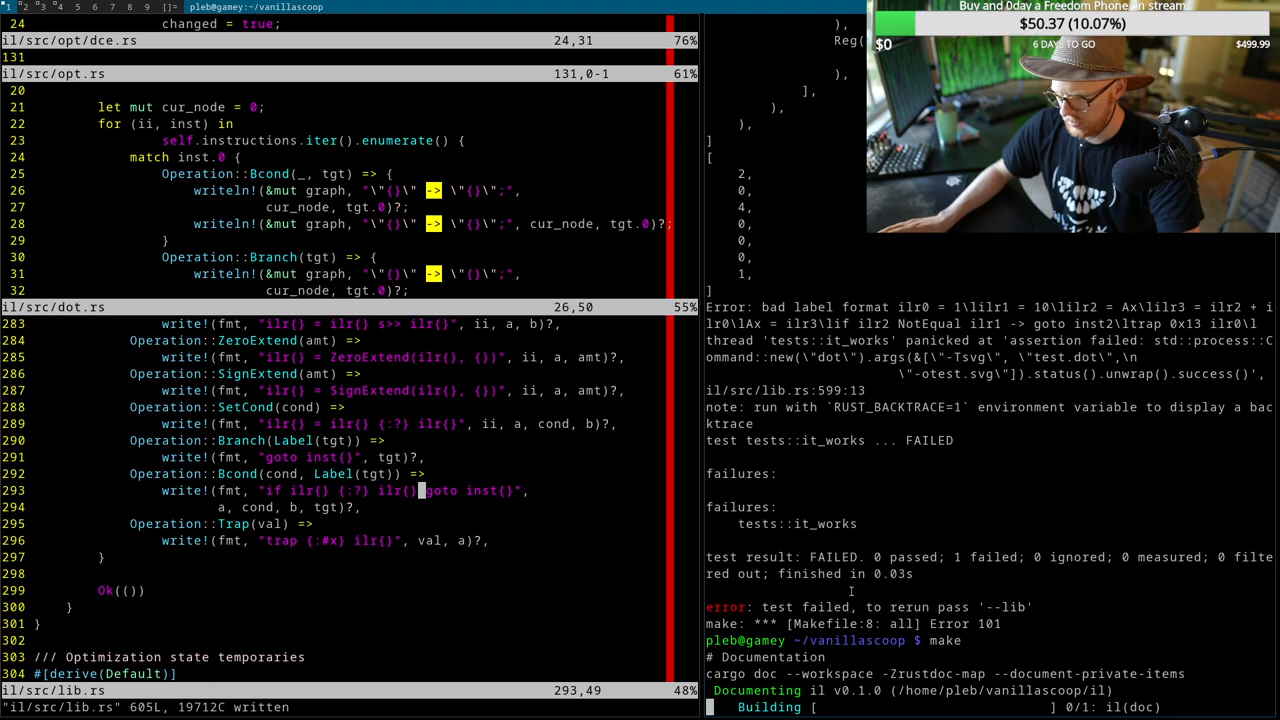 1 2 3 4 5 6 7 8 9 []= pleb@gamey:~/vanillascoop
24 changed = true;
il/src/opt/dce.rs 24,31 76%
131
il/src/opt.rs 131,0-1 61%
20
21 let mut cur_node = 0;
22 for (ii, inst) in
23 self.instructions.iter().enumerate() {
24 match inst.0 {
25 Operation::Bcond(_, tgt) => {
26 writeln!(&mut graph, "\"{}\" -> \"{}\";",
27 cur_node, tgt.0)?;
28 writeln!(&mut graph, "\"{}\" -> \"{}\";", cur_node, tgt.0)?;
29 }
30 Operation::Branch(tgt) => {
31 writeln!(&mut graph, "\"{}\" -> \"{}\";",
32 cur_node, tgt.0)?;
il/src/dot.rs 26,50 55%
283 write!(fmt, "ilr{} = ilr{} s>> ilr{}", ii, a, b)?,
284 Operation::ZeroExtend(amt) =>
285 write!(fmt, "ilr{} = ZeroExtend(ilr{}, {})", ii, a, amt)?,
286 Operation::SignExtend(amt) =>
287 write!(fmt, "ilr{} = SignExtend(ilr{}, {})", ii, a, amt)?,
288 Operation::SetCond(cond) =>
289 write!(fmt, "ilr{} = ilr{} {:?} ilr{}", ii, a, cond, b)?,
290 Operation::Branch(Label(tgt)) =>
291 write!(fmt, "goto inst{}", tgt)?,
292 Operation::Bcond(cond, Label(tgt)) =>
293 write!(fmt, "if ilr{} {:?} ilr{} goto inst{}",
294 a, cond, b, tgt)?,
295 Operation::Trap(val) =>
296 write!(fmt, "trap {:#x} ilr{}", val, a)?,
297 }
298
299 Ok(())
300 }
301 }
302
303 /// Optimization state temporaries
304 #[derive(Default)]
il/src/lib.rs 293,49 48%
"il/src/lib.rs" 605L, 19712C written
),
Reg(
),
],
),
),
]
[
2,
0,
4,
0,
0,
0,
1,
]
Error: bad label format ilr0 = 1\lilr1 = 10\lilr2 = Ax\lilr3 = ilr2 + i
lr0\lAx = ilr3\lif ilr2 NotEqual ilr1 -> goto inst2\ltrap 0x13 ilr0\l
thread 'tests::it_works' panicked at 'assertion failed: std::process::C
ommand::new(\"dot\").args(&[\"-Tsvg\", \"test.dot\",\n
\"-otest.svg\"]).status().unwrap().success()',
il/src/lib.rs:599:13
note: run with `RUST_BACKTRACE=1` environment variable to display a bac
ktrace
test tests::it_works ... FAILED
failures:
failures:
tests::it_works
test result: FAILED. 0 passed; 1 failed; 0 ignored; 0 measured; 0 filte
red out; finished in 0.03s
error: test failed, to rerun pass '--lib'
make: *** [Makefile:8: all] Error 101
pleb@gamey ~/vanillascoop $ make
# Documentation
cargo doc --workspace -Zrustdoc-map --document-private-items
Documenting il v0.1.0 (/home/pleb/vanillascoop/il)
Building [ ] 0/1: il(doc)
Buy and 0day a Freedom Phone on stream
$50.37 (10.07%)
$0 6 DAYS TO GO $499.99